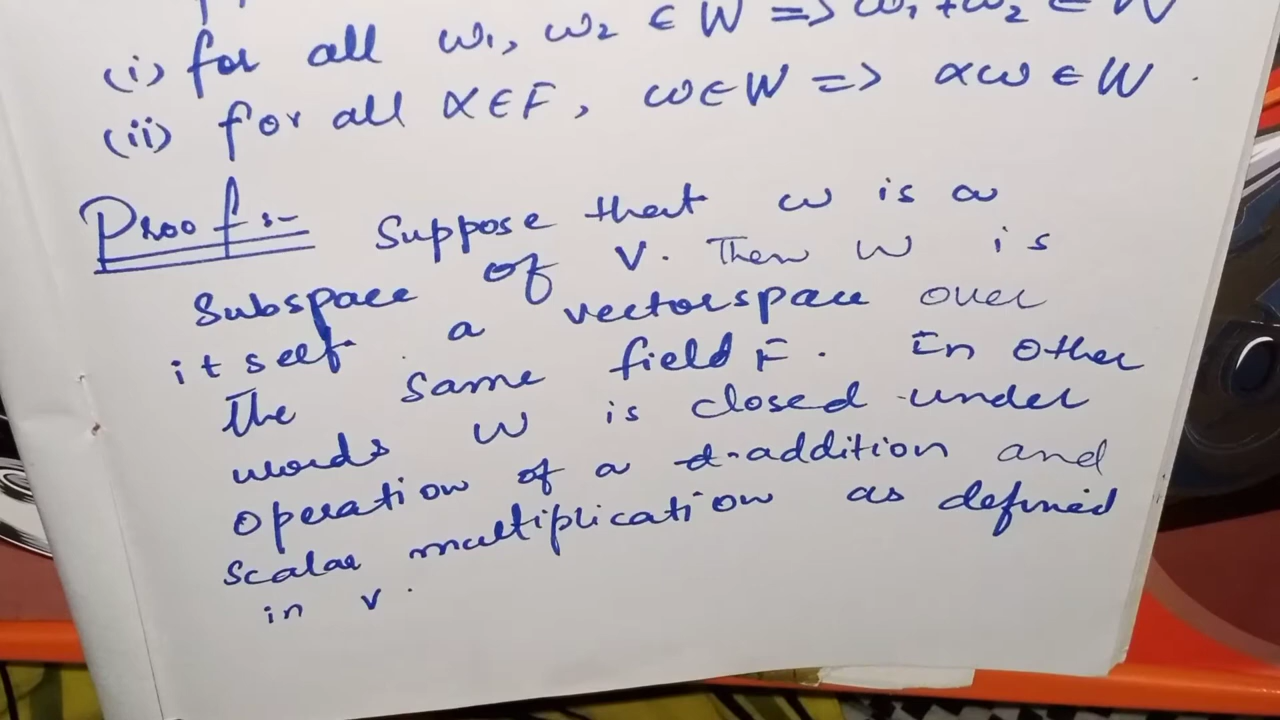 (i) for all w₁, w₂ ∈ W => w₁ + w₂ ∈ W
(ii) for all α∈F, w∈W => αw ∈ W.
Proof:- Suppose that w is a
Subspace of V. Then W is
itself a vectorspace over
the same field F. In other
words W is closed under
operation of a addition and
Scalar multiplication as defined
in V.